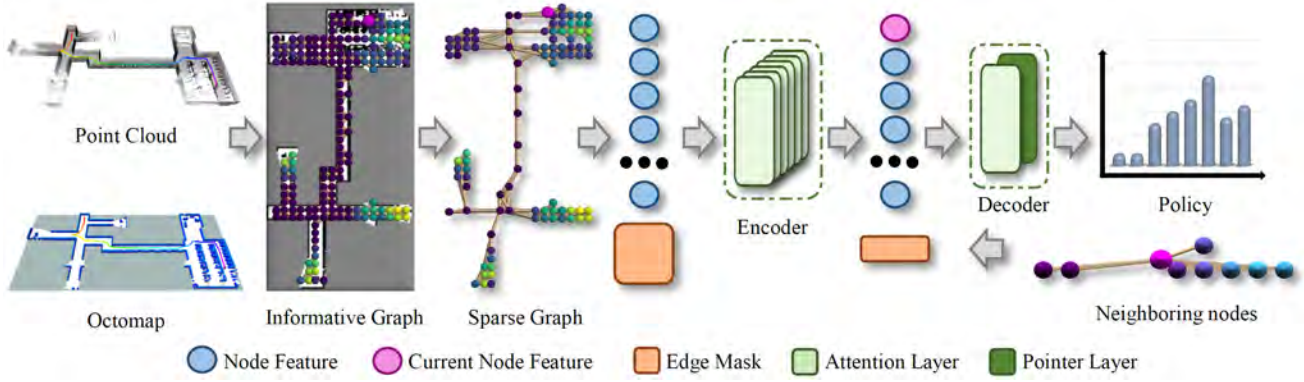 Point Cloud
Octomap
Informative Graph
Sparse Graph
Encoder
Decoder
Policy
Neighboring nodes
Node Feature
Current Node Feature
Edge Mask
Attention Layer
Pointer Layer